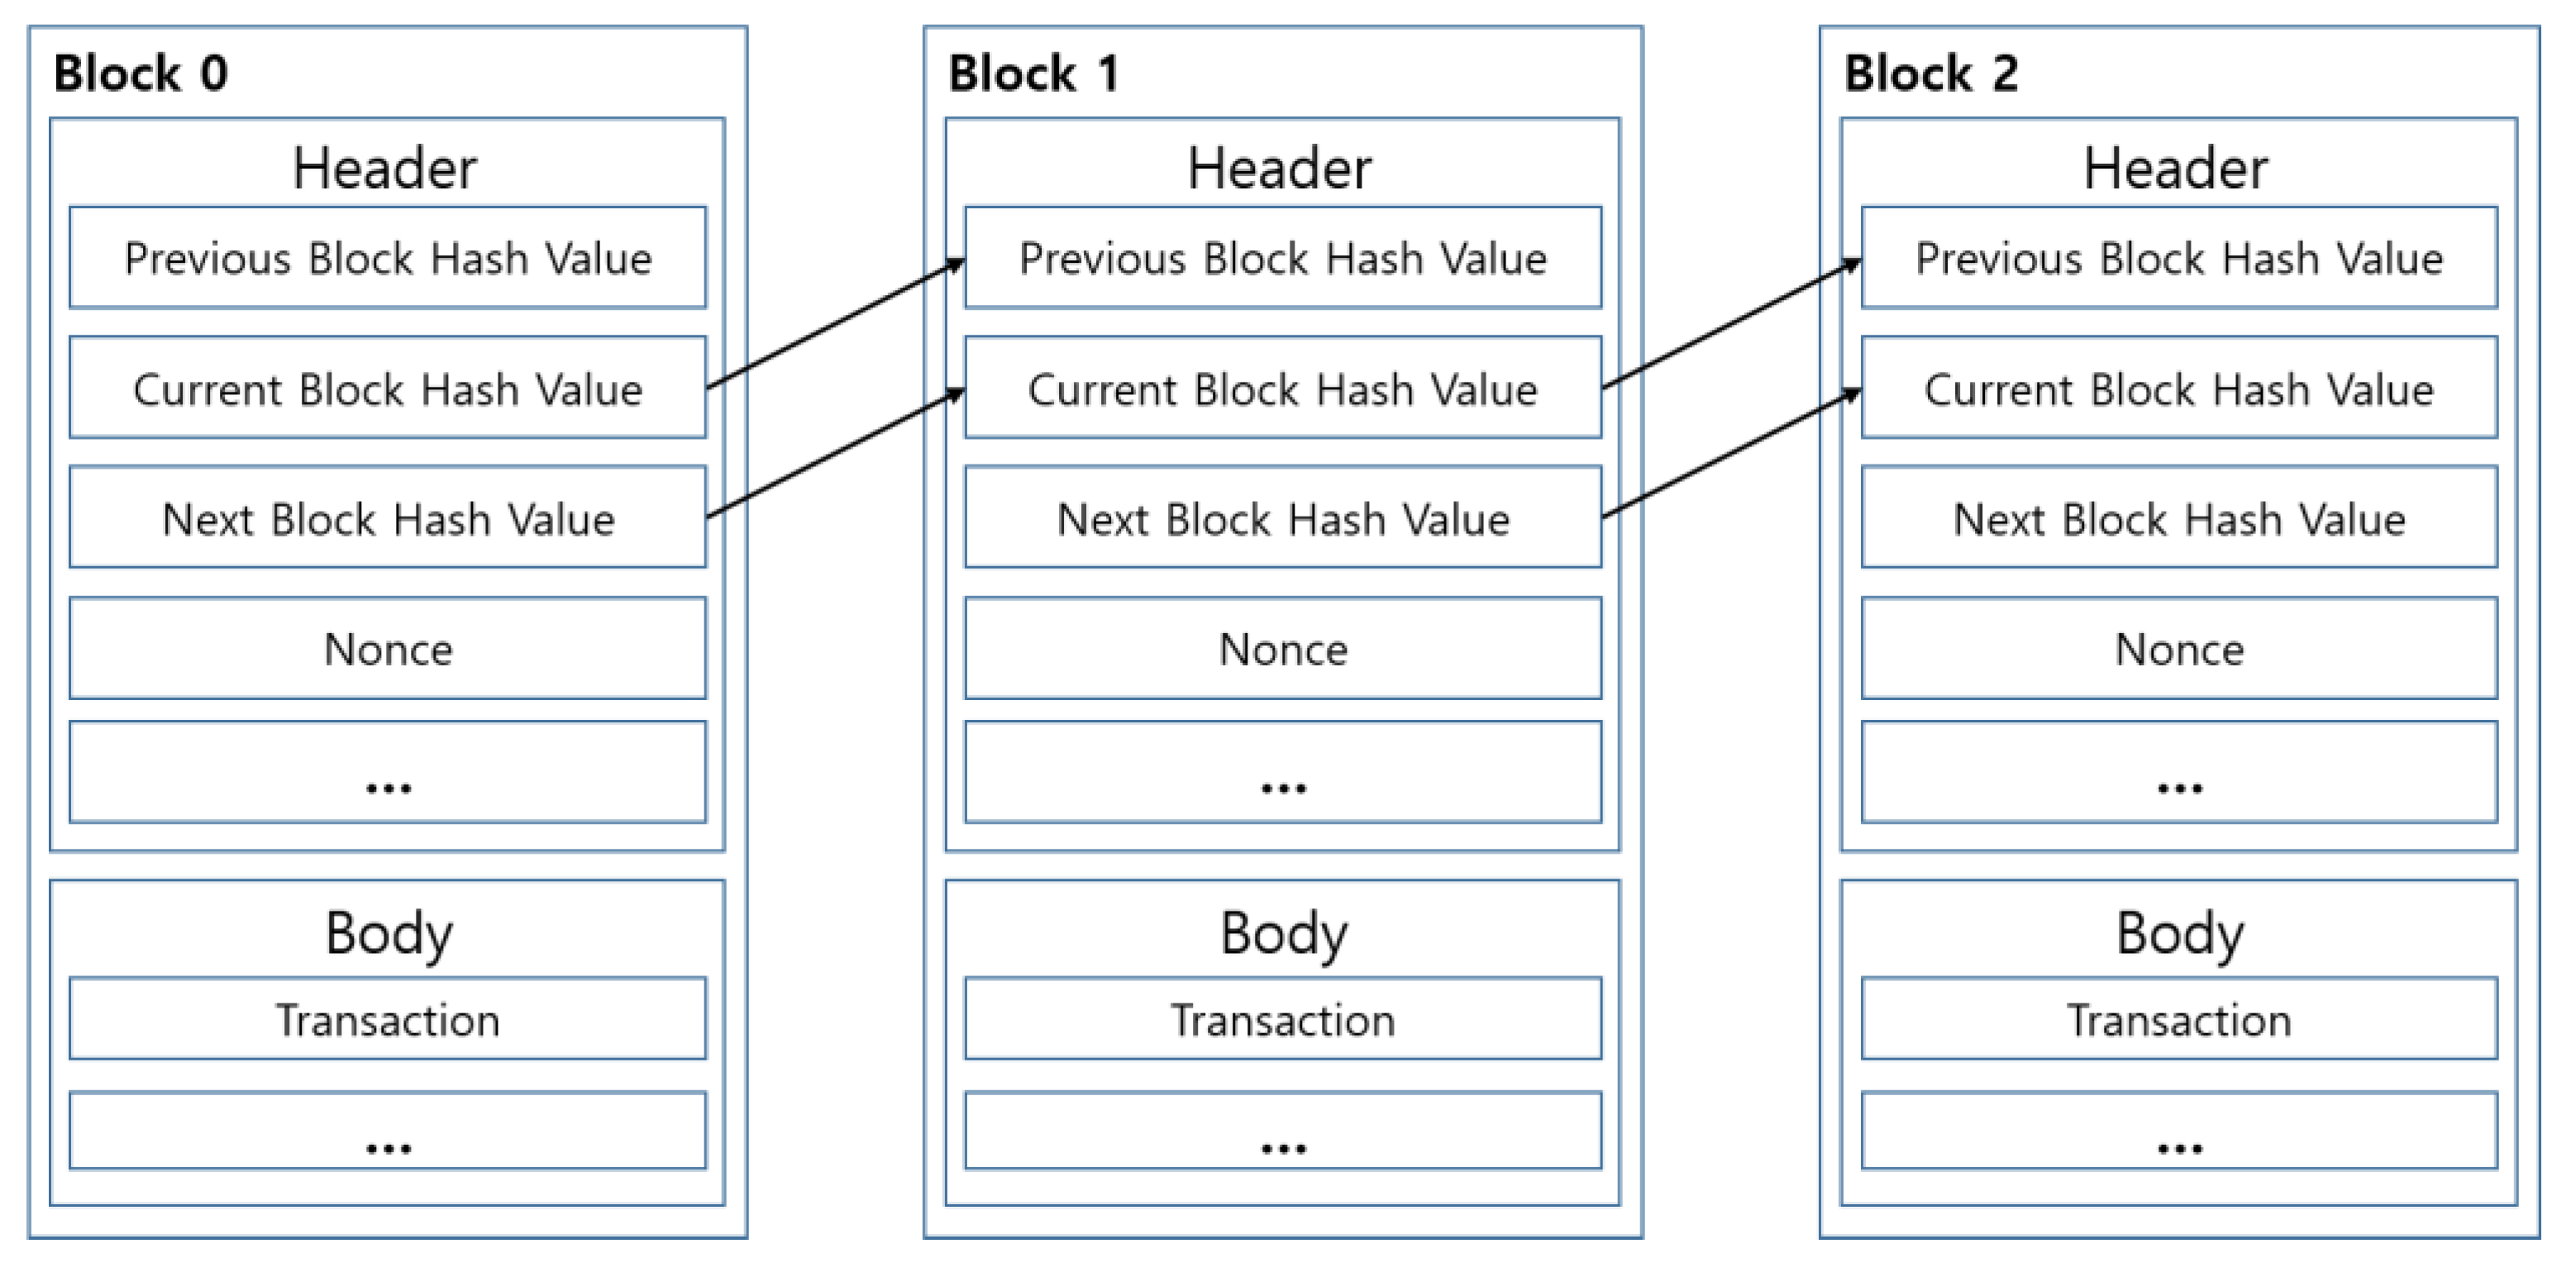 Block 0
Header
Previous Block Hash Value
Current Block Hash Value
Next Block Hash Value
Nonce
...
Body
Transaction
...
Block 1
Header
Previous Block Hash Value
Current Block Hash Value
Next Block Hash Value
Nonce
...
Body
Transaction
...
Block 2
Header
Previous Block Hash Value
Current Block Hash Value
Next Block Hash Value
Nonce
...
Body
Transaction
...